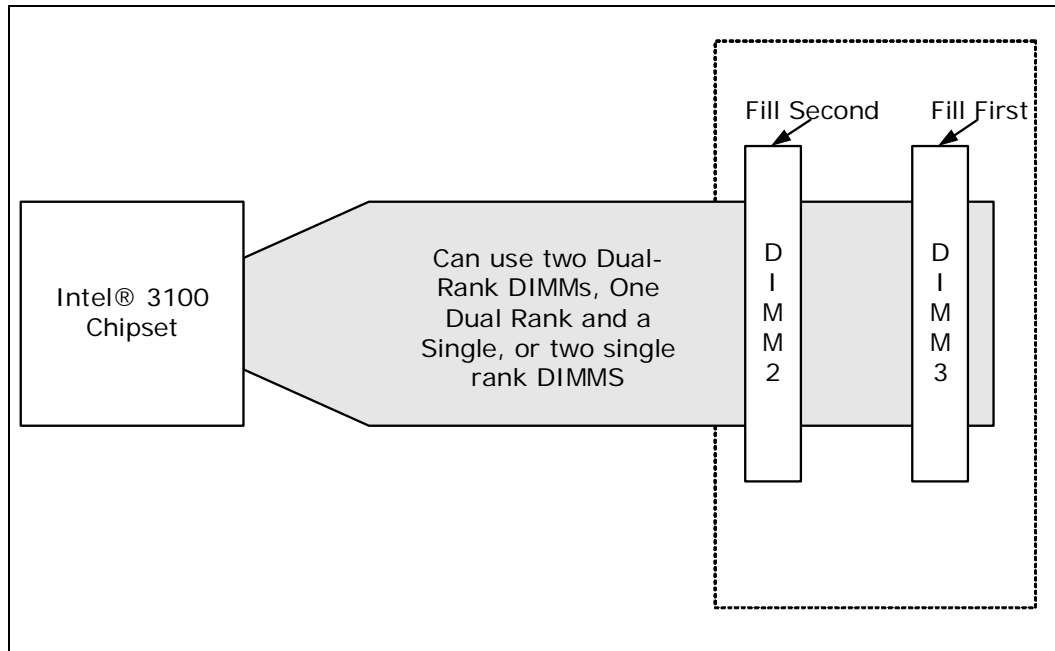 Fill Second
Fill First
Intel® 3100
Chipset
Can use two Dual-
Rank DIMMs, One
Dual Rank and a
Single, or two single
rank DIMMS
D
I
M
M
2
D
I
M
M
3